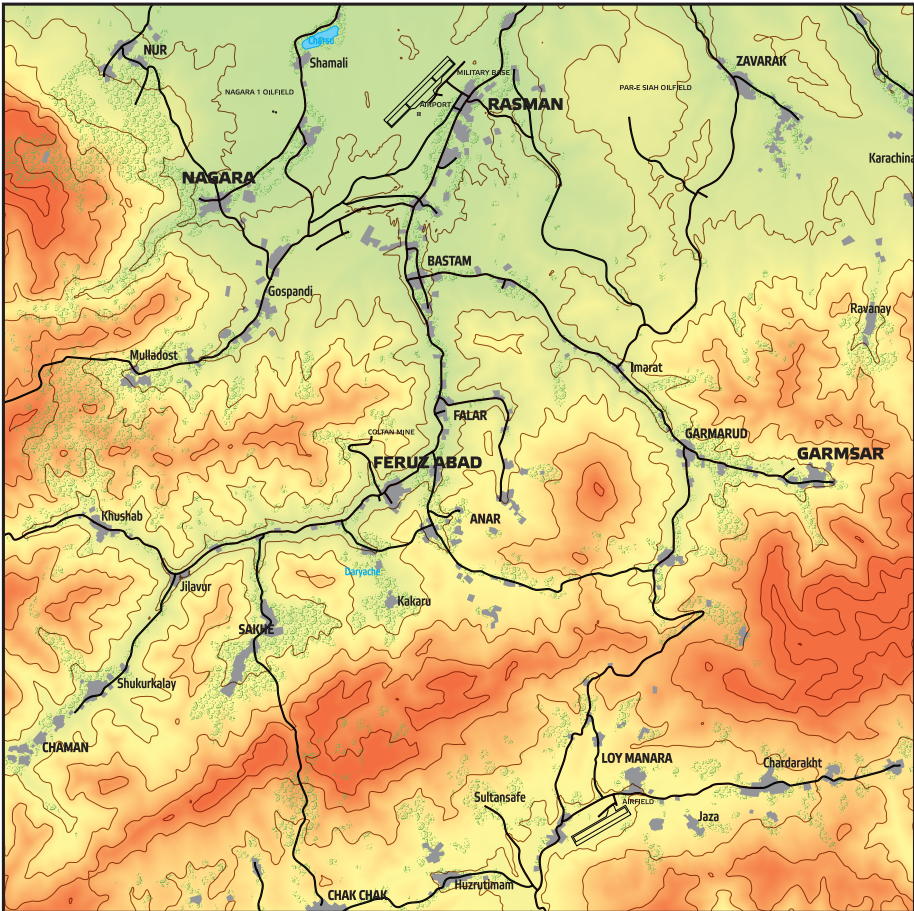 NUR
Chatsu
Shamali
ZAVARAK
MILITARY BASE
NAGARA 1 OILFIELD
PAR-E SIAH OILFIELD
AIRPORT
RASMAN
Karachina
NAGARA
BASTAM
Gospandi
Ravanay
Mulladost
Imarat
FALAR
COLTAN MINE
GARMARUD
FERUZ ABAD
GARMSAR
Khushab
ANAR
Jilavur
Daryache
Kakaru
SAKHE
Shukurkalay
CHAMAN
LOY MANARA
Chardarakht
Sultansafe
AIRFIELD
Jaza
Huzrutimam
CHAK CHAK